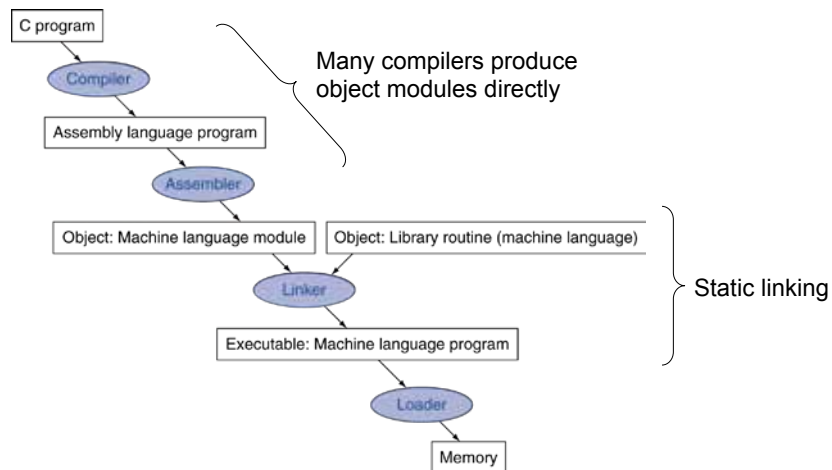 C program
Compiler
Many compilers produce
object modules directly
Assembly language program
Assembler
Object: Machine language module
Object: Library routine (machine language)
Linker
Static linking
Executable: Machine language program
Loader
Memory